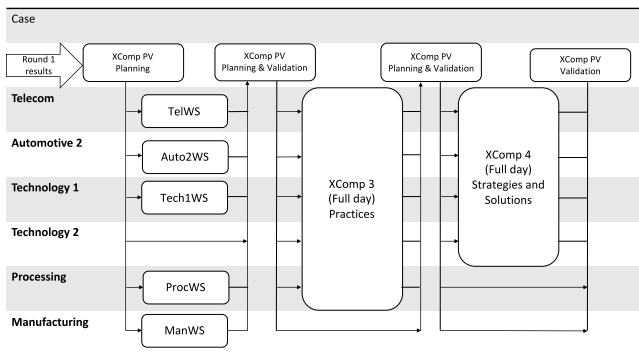 Case
Round 1
results
XComp PV
Planning
XComp PV
Planning & Validation
XComp PV
Planning & Validation
XComp PV
Validation
Telecom
TelWS
Automotive 2
Auto2WS
Technology 1
Tech1WS
XComp 3
(Full day)
Practices
XComp 4
(Full day)
Strategies and
Solutions
Technology 2
Processing
ProcWS
Manufacturing
ManWS